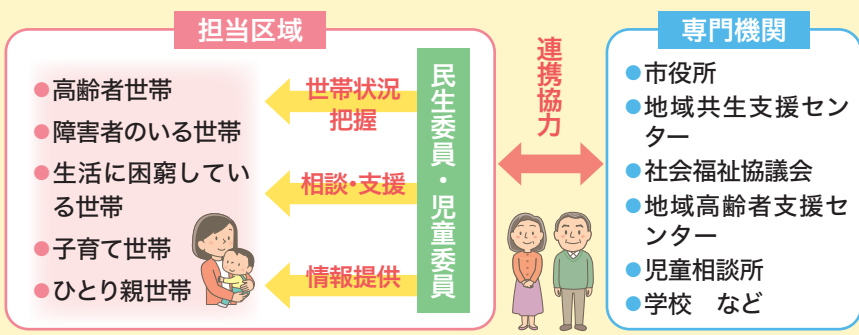 担当区域
●高齢者世帯
●障害者のいる世帯
●生活に困窮してい
る世帯
●子育て世帯
●ひとり親世帯
世帯状況
把握
相談・支援
情報提供
民生委員・児童委員
連携協力
専門機関
●市役所
●地域共生支援セン
ター
●社会福祉協議会
●地域高齢者支援セ
ンター
●児童相談所
●学校　など